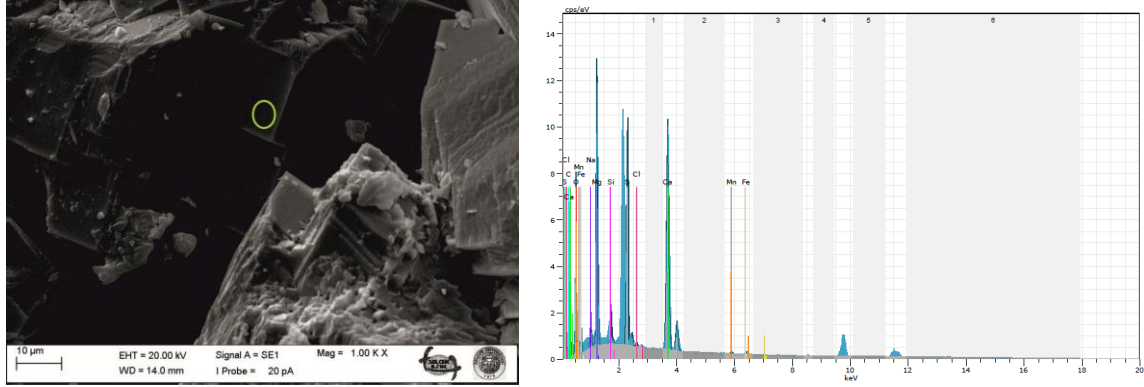 10 µm
EHT = 20.00 kV
WD = 14.0 mm
Signal A = SE1
I Probe = 20 pA
Mag = 1.00 K X
cps/eV
1 2 3 4 5 6
14
12
10
8
6
4
2
0
Cl
C
S
Ca
O
Mn
Fe
Na
Mg
Si
S
Cl
Ca
Mn
Fe
2 4 6 8 10 12 14 16 18 20
keV